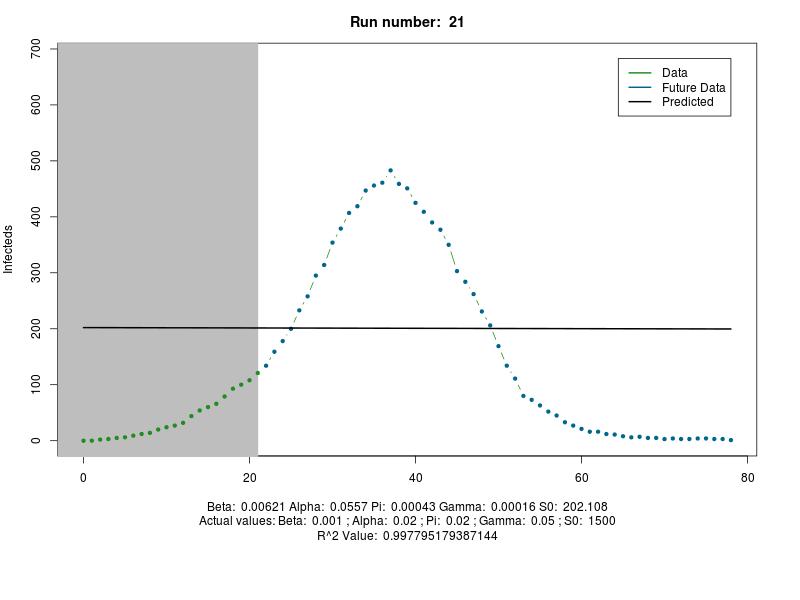 Run number: 21
700
600
500
400
300
200
100
0
Infecteds
Data
Future Data
Predicted
0 20 40 60 80
Beta: 0.00621 Alpha: 0.0557 Pi: 0.00043 Gamma: 0.00016 S0: 202.108
Actual values: Beta: 0.001 ; Alpha: 0.02 ; Pi: 0.02 ; Gamma: 0.05 ; S0: 1500
R^2 Value: 0.997795179387144